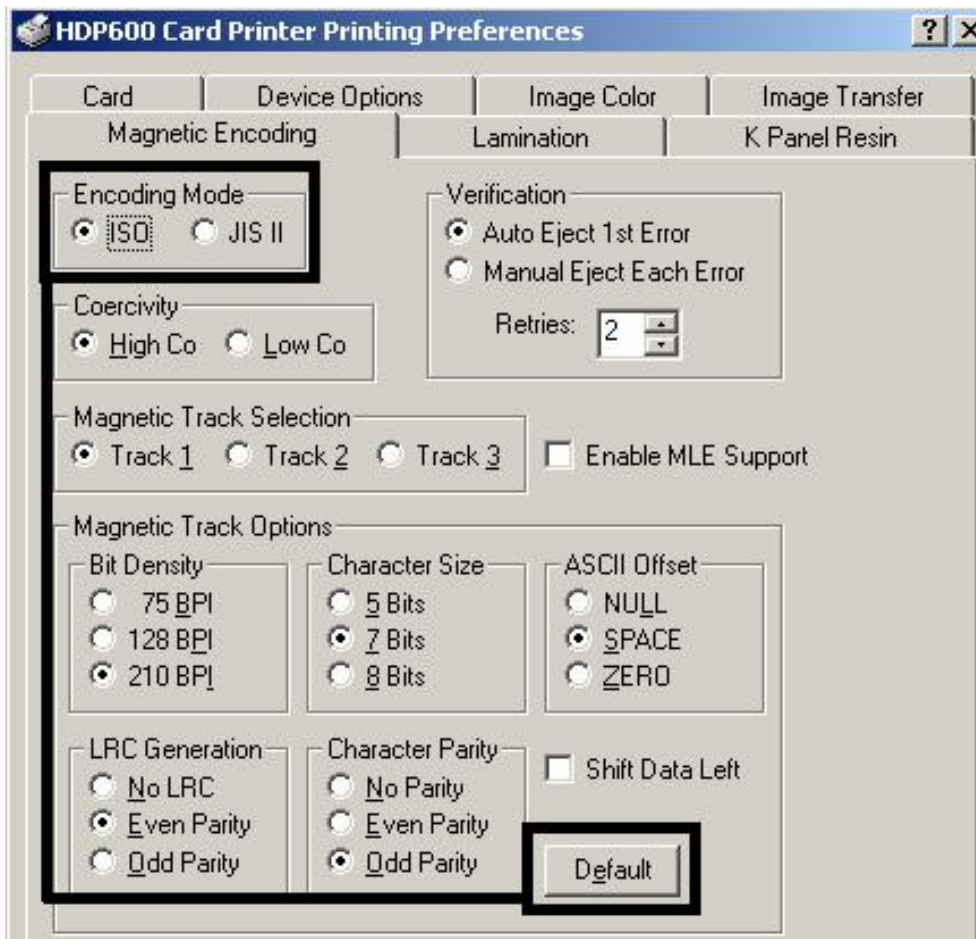 HDP600 Card Printer Printing Preferences ? X
Card Device Options Image Color Image Transfer
Magnetic Encoding Lamination K Panel Resin
Encoding Mode
ISO JIS II
Verification
Auto Eject 1st Error
Manual Eject Each Error
Retries: 2
Coercivity
High Co Low Co
Magnetic Track Selection
Track 1 Track 2 Track 3
Enable MLE Support
Magnetic Track Options
Bit Density
75 BPI
128 BPI
210 BPI
Character Size
5 Bits
7 Bits
8 Bits
ASCII Offset
NULL
SPACE
ZERO
LRC Generation
No LRC
Even Parity
Odd Parity
Character Parity
No Parity
Even Parity
Odd Parity
Shift Data Left
Default